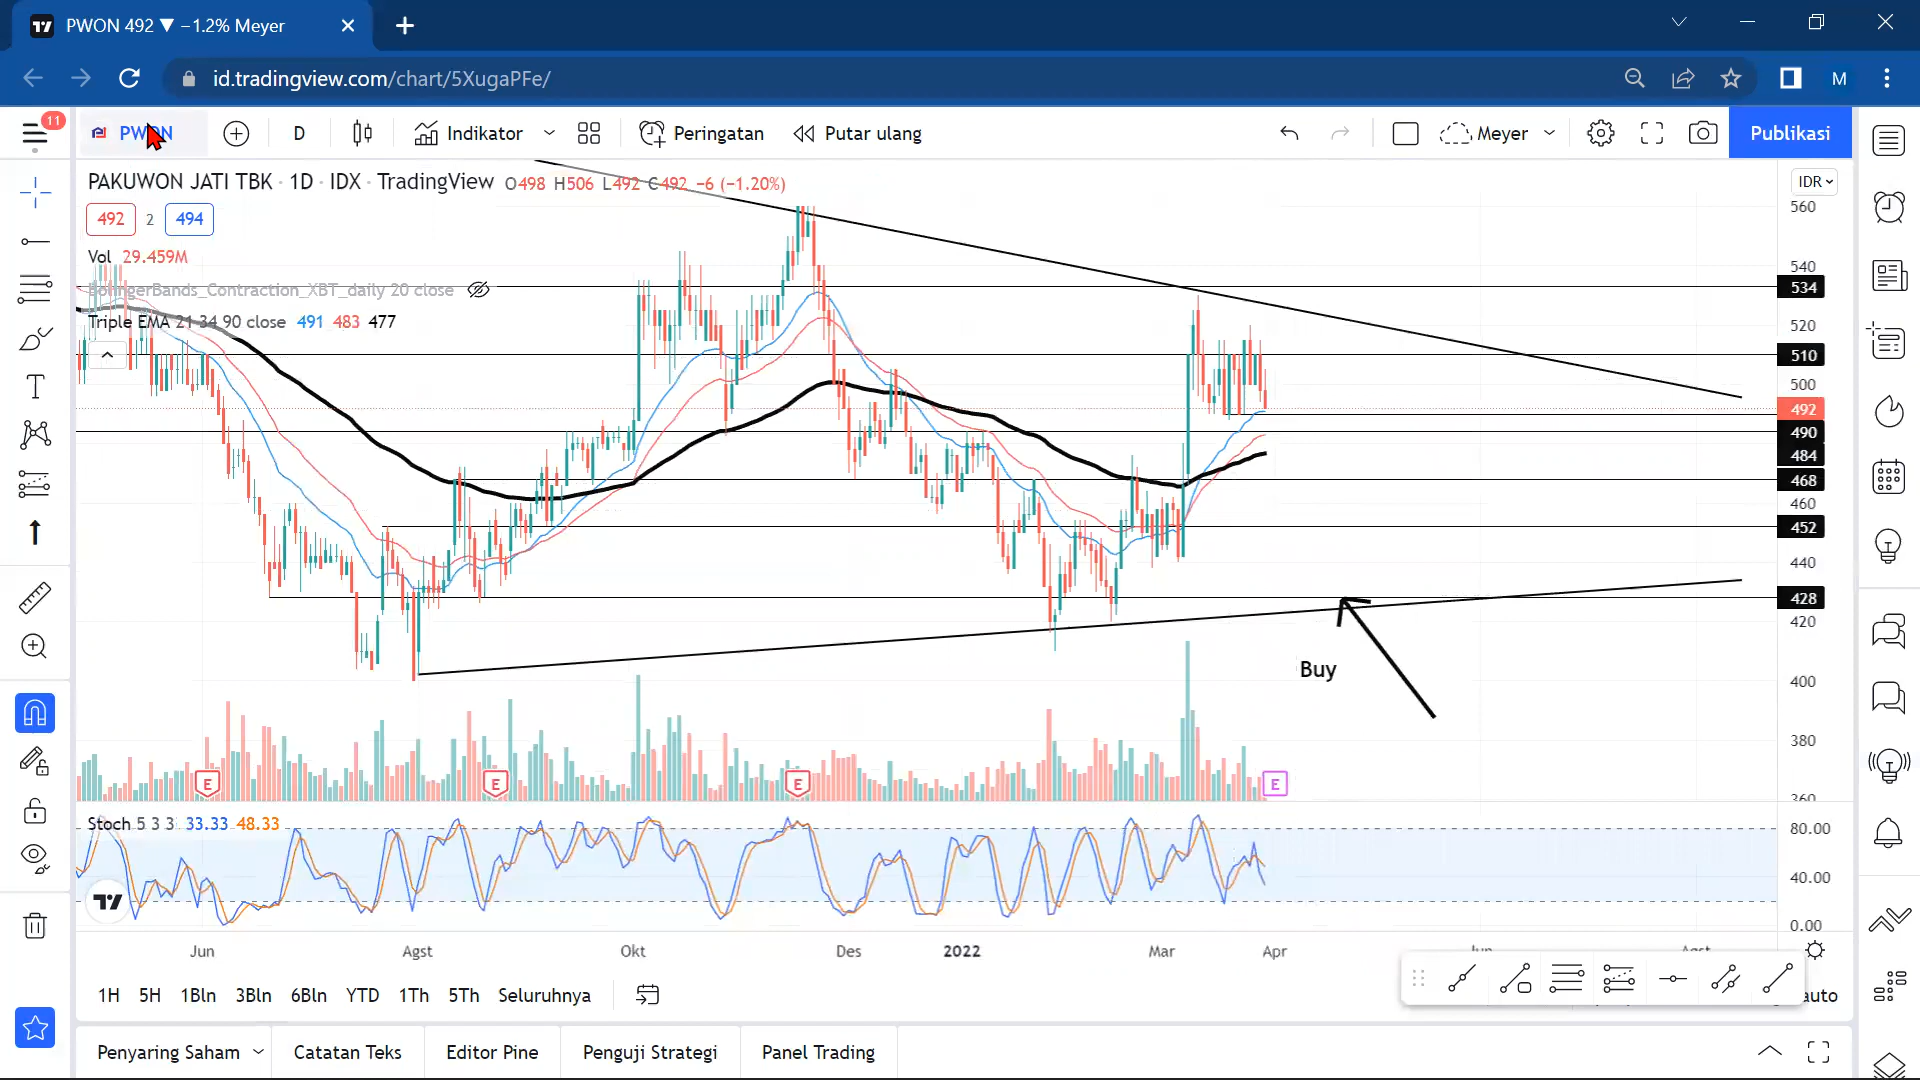 PWON 492 ▼ −1.2% Meyer
id.tradingview.com/chart/5XugaPFe/
M
11
PWON
D
Indikator
Peringatan
Putar ulang
Meyer
Publikasi
PAKUWON JATI TBK · 1D · IDX · TradingView O498 H506 L492 C492 −6 (−1.20%)
IDR
492 2 494
Vol 29.459M
BollingerBands_Contraction_XBT_daily 20 close
Triple EMA 21 34 90 close 491 483 477
560
540
534
520
510
500
492
490
484
468
460
452
440
428
420
400
380
360
Buy
E
E
E
E
Stoch 5 3 3 33.33 48.33
80.00
40.00
0.00
Jun Agst Okt Des 2022 Mar Apr Jun Agst
1H 5H 1Bln 3Bln 6Bln YTD 1Th 5Th Seluruhnya
auto
Penyaring Saham Catatan Teks Editor Pine Penguji Strategi Panel Trading